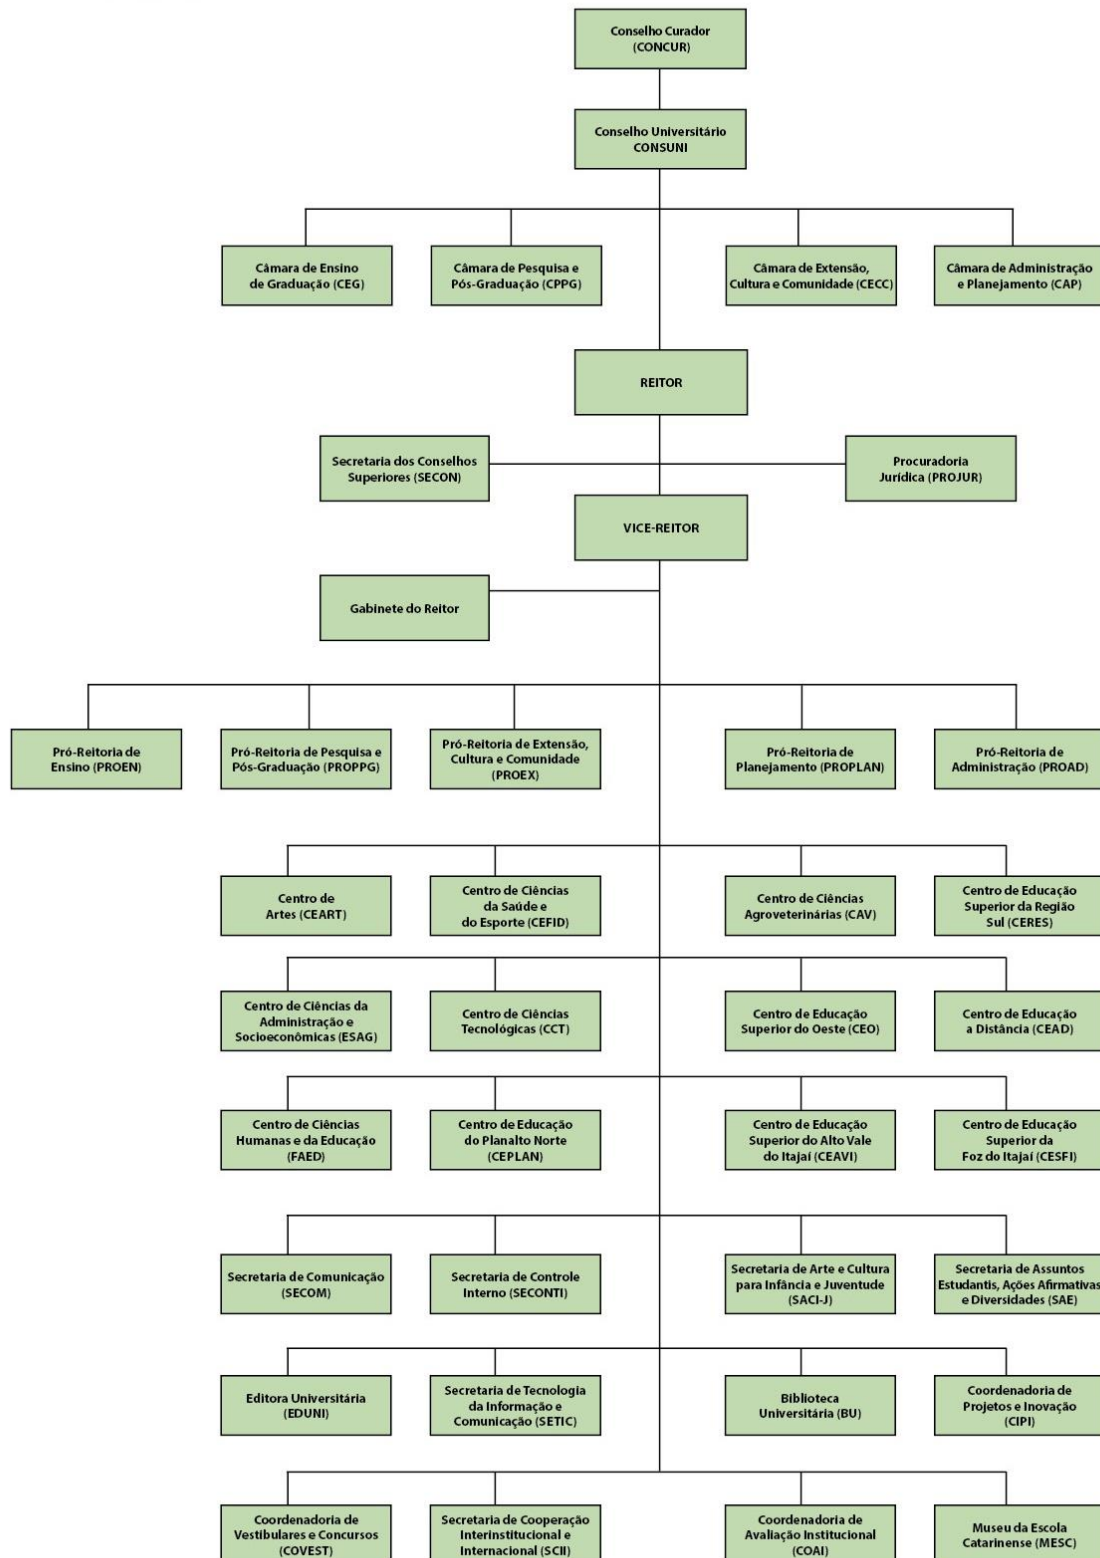 Conselho Curador
(CONCUR)
Conselho Universitário
CONSUNI
Câmara de Ensino
de Graduação (CEG)
Câmara de Pesquisa e
Pós-Graduação (CPPG)
Câmara de Extensão,
Cultura e Comunidade (CECC)
Câmara de Administração
e Planejamento (CAP)
REITOR
Secretaria dos Conselhos
Superiores (SECON)
Procuradoria
Jurídica (PROJUR)
VICE-REITOR
Gabinete do Reitor
Pró-Reitoria de
Ensino (PROEN)
Pró-Reitoria de Pesquisa e
Pós-Graduação (PROPPG)
Pró-Reitoria de Extensão,
Cultura e Comunidade
(PROEX)
Pró-Reitoria de
Planejamento (PROPLAN)
Pró-Reitoria de
Administração (PROAD)
Centro de
Artes (CEART)
Centro de Ciências
da Saúde e
do Esporte (CEFID)
Centro de Ciências
Agroveterinárias (CAV)
Centro de Educação
Superior da Região
Sul (CERES)
Centro de Ciências da
Administração e
Socioeconômicas (ESAG)
Centro de Ciências
Tecnológicas (CCT)
Centro de Educação
Superior do Oeste (CEO)
Centro de Educação
a Distância (CEAD)
Centro de Ciências
Humanas e da Educação
(FAED)
Centro de Educação
do Planalto Norte
(CEPLAN)
Centro de Educação
Superior do Alto Vale
do Itajaí (CEAVI)
Centro de Educação
Superior da
Foz do Itajaí (CESFI)
Secretaria de Comunicação
(SECOM)
Secretaria de Controle
Interno (SECONTI)
Secretaria de Arte e Cultura
para Infância e Juventude
(SACI-J)
Secretaria de Assuntos
Estudantis, Ações Afirmativas
e Diversidades (SAE)
Editora Universitária
(EDUNI)
Secretaria de Tecnologia
da Informação e
Comunicação (SETIC)
Biblioteca
Universitária (BU)
Coordenadoria de
Projetos e Inovação
(CIPI)
Coordenadoria de
Vestibulares e Concursos
(COVEST)
Secretaria de Cooperação
Interinstitucional e
Internacional (SCII)
Coordenadoria de
Avaliação Institucional
(COAI)
Museu da Escola
Catarinense (MESC)